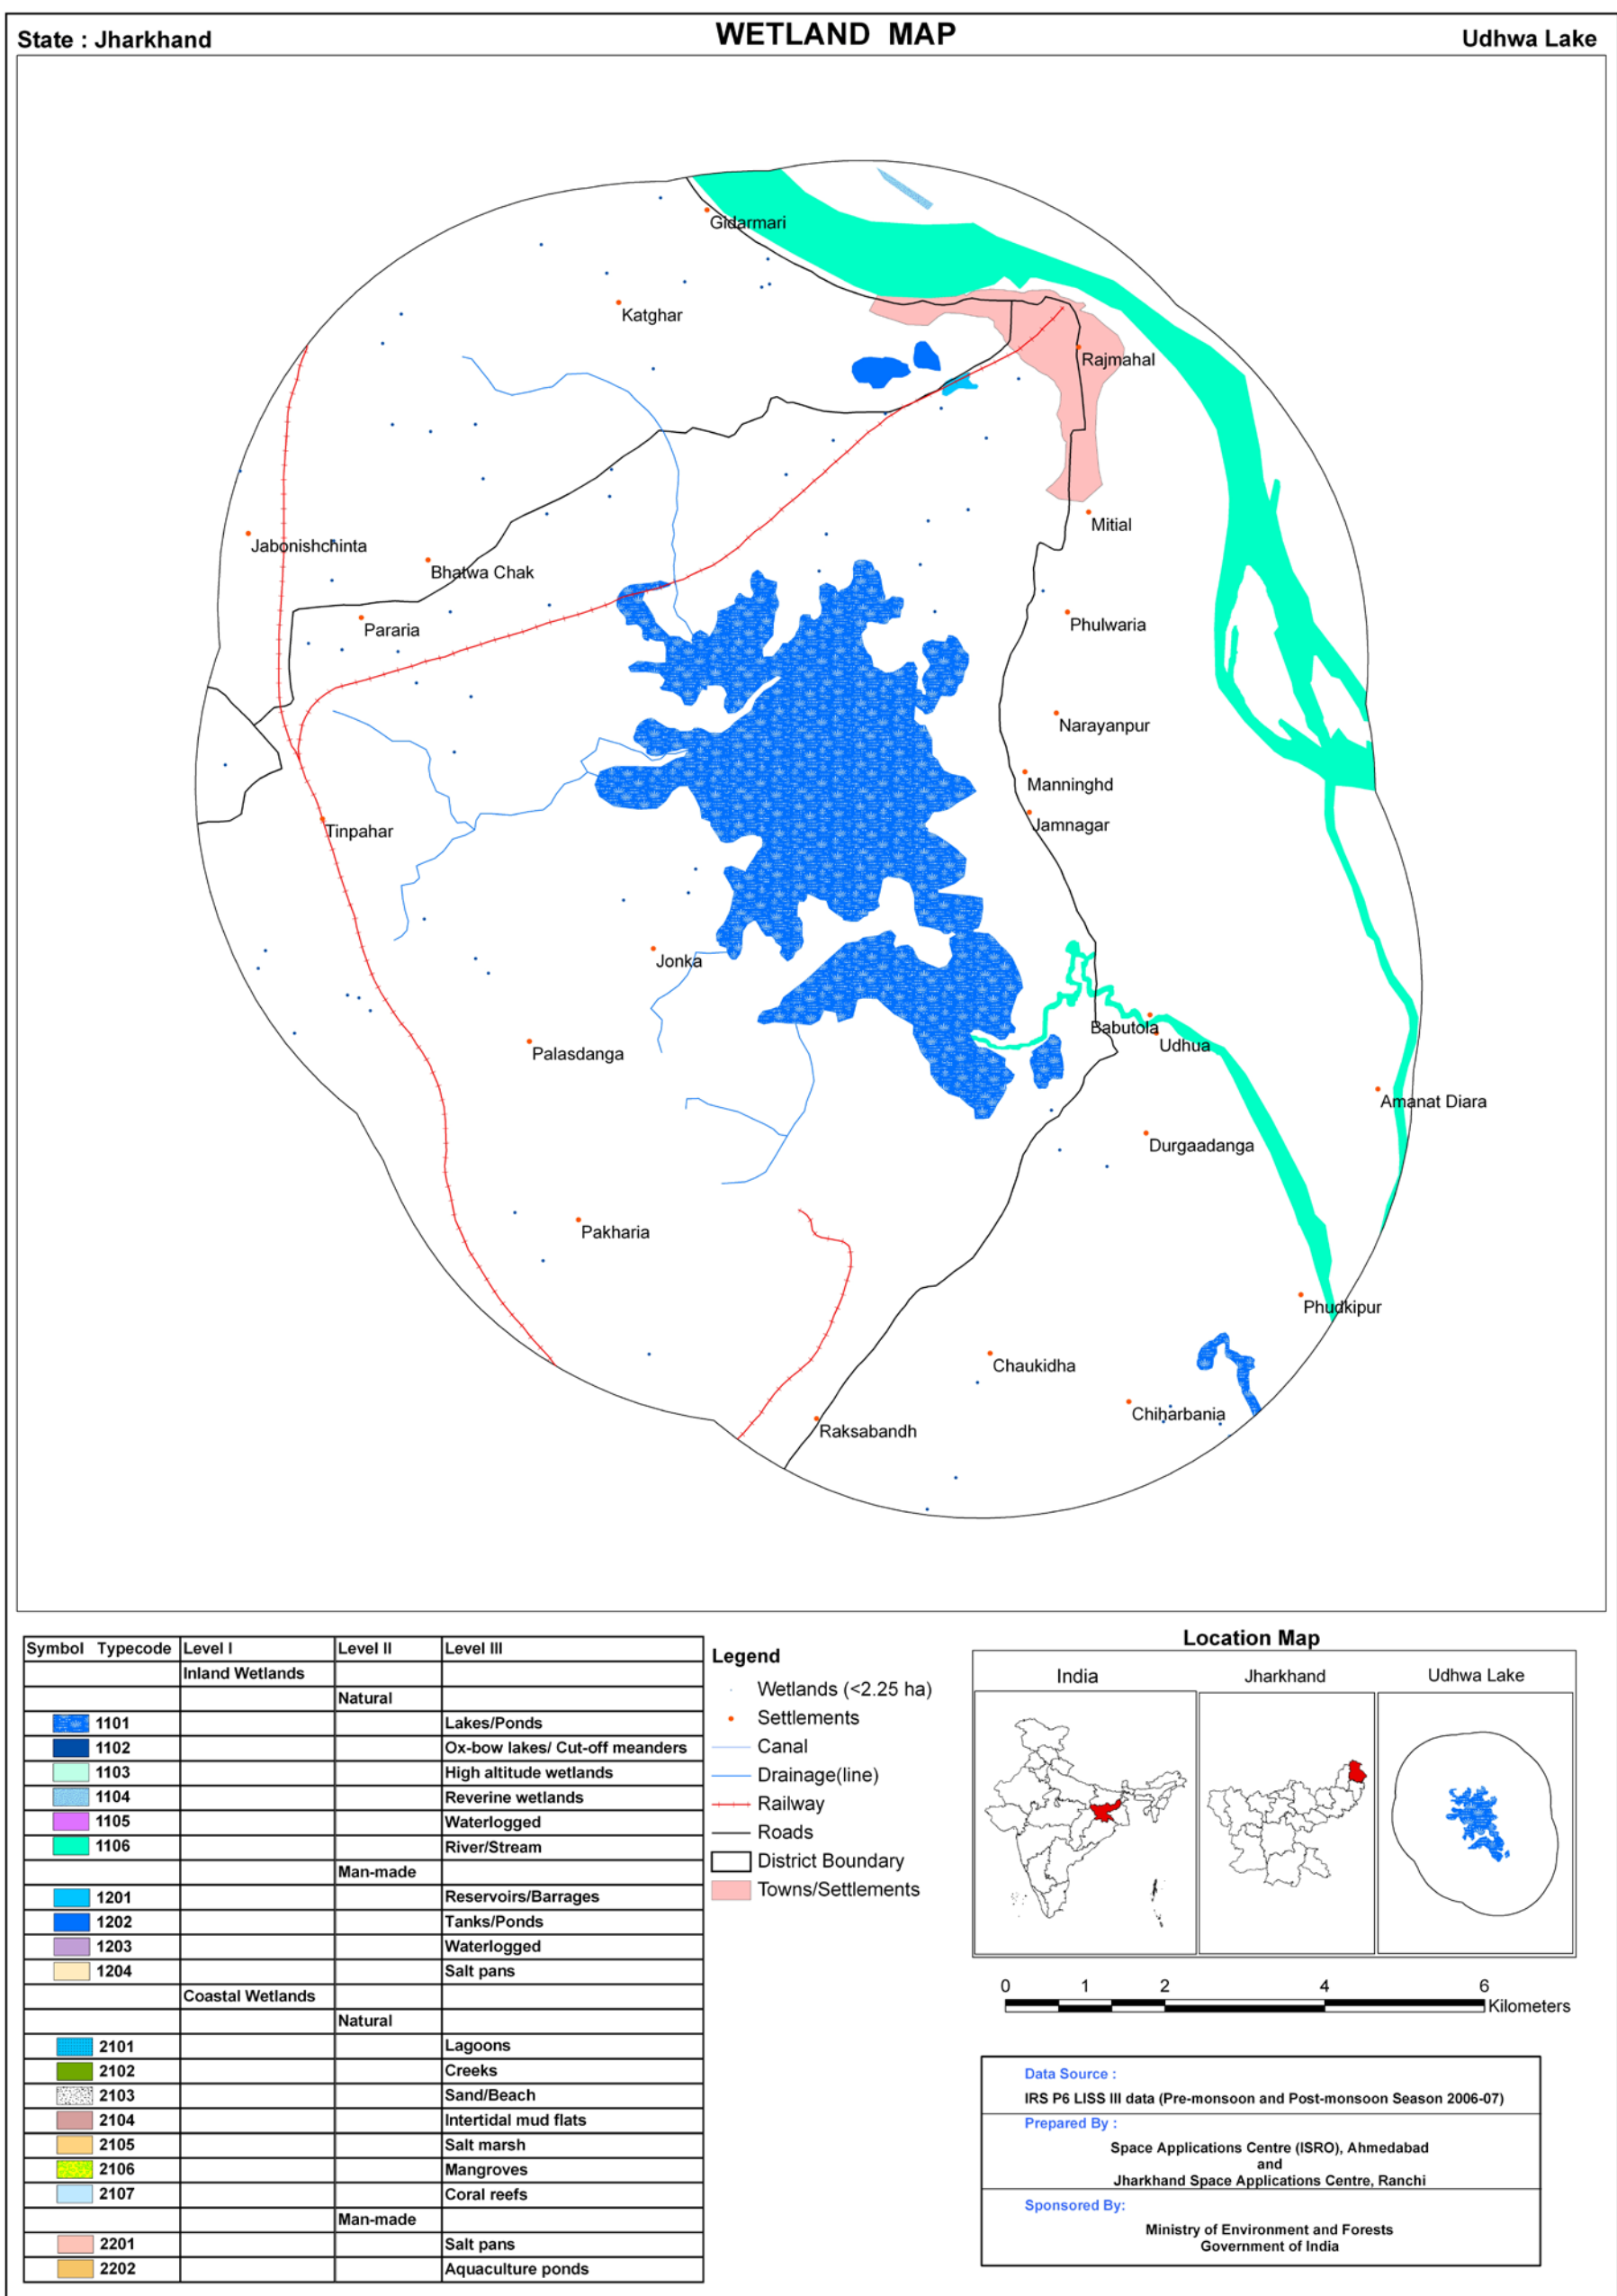 State : Jharkhand
WETLAND MAP
Udhwa Lake
Gidarmari
Katghar
Rajmahal
Mitial
Jabonishchinta
Bhatwa Chak
Pararia
Phulwaria
Narayanpur
Manninghd
Jamnagar
Tinpahar
Jonka
Babutola
Udhua
Palasdanga
Amanat Diara
Durgaadanga
Pakharia
Phudkipur
Chaukidha
Chiharbania
Raksabandh
Symbol Typecode Level I Level II Level III
Inland Wetlands
Natural
1101 Lakes/Ponds
1102 Ox-bow lakes/ Cut-off meanders
1103 High altitude wetlands
1104 Reverine wetlands
1105 Waterlogged
1106 River/Stream
Man-made
1201 Reservoirs/Barrages
1202 Tanks/Ponds
1203 Waterlogged
1204 Salt pans
Coastal Wetlands
Natural
2101 Lagoons
2102 Creeks
2103 Sand/Beach
2104 Intertidal mud flats
2105 Salt marsh
2106 Mangroves
2107 Coral reefs
Man-made
2201 Salt pans
2202 Aquaculture ponds
Legend
Wetlands (<2.25 ha)
Settlements
Canal
Drainage(line)
Railway
Roads
District Boundary
Towns/Settlements
Location Map
India
Jharkhand
Udhwa Lake
0 1 2 4 6
Kilometers
Data Source :
IRS P6 LISS III data (Pre-monsoon and Post-monsoon Season 2006-07)
Prepared By :
Space Applications Centre (ISRO), Ahmedabad
and
Jharkhand Space Applications Centre, Ranchi
Sponsored By:
Ministry of Environment and Forests
Government of India